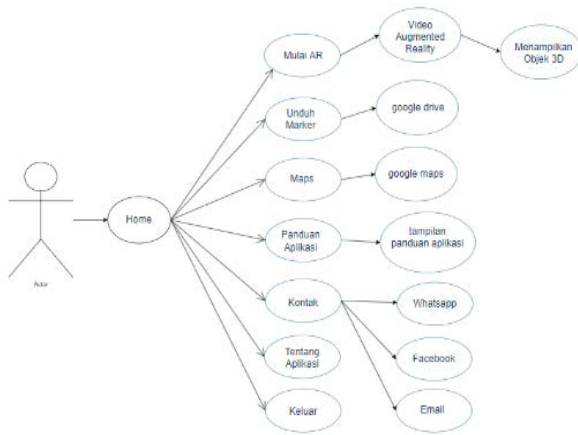 Video
Augmented
Reality
Mulai AR
Menampilkan
Objek 3D
Unduh
Marker
google drive
Maps
google maps
Home
Panduan
Aplikasi
tampilan
panduan aplikasi
Actor
Kontak
Whatsapp
Tentang
Aplikasi
Facebook
Keluar
Email